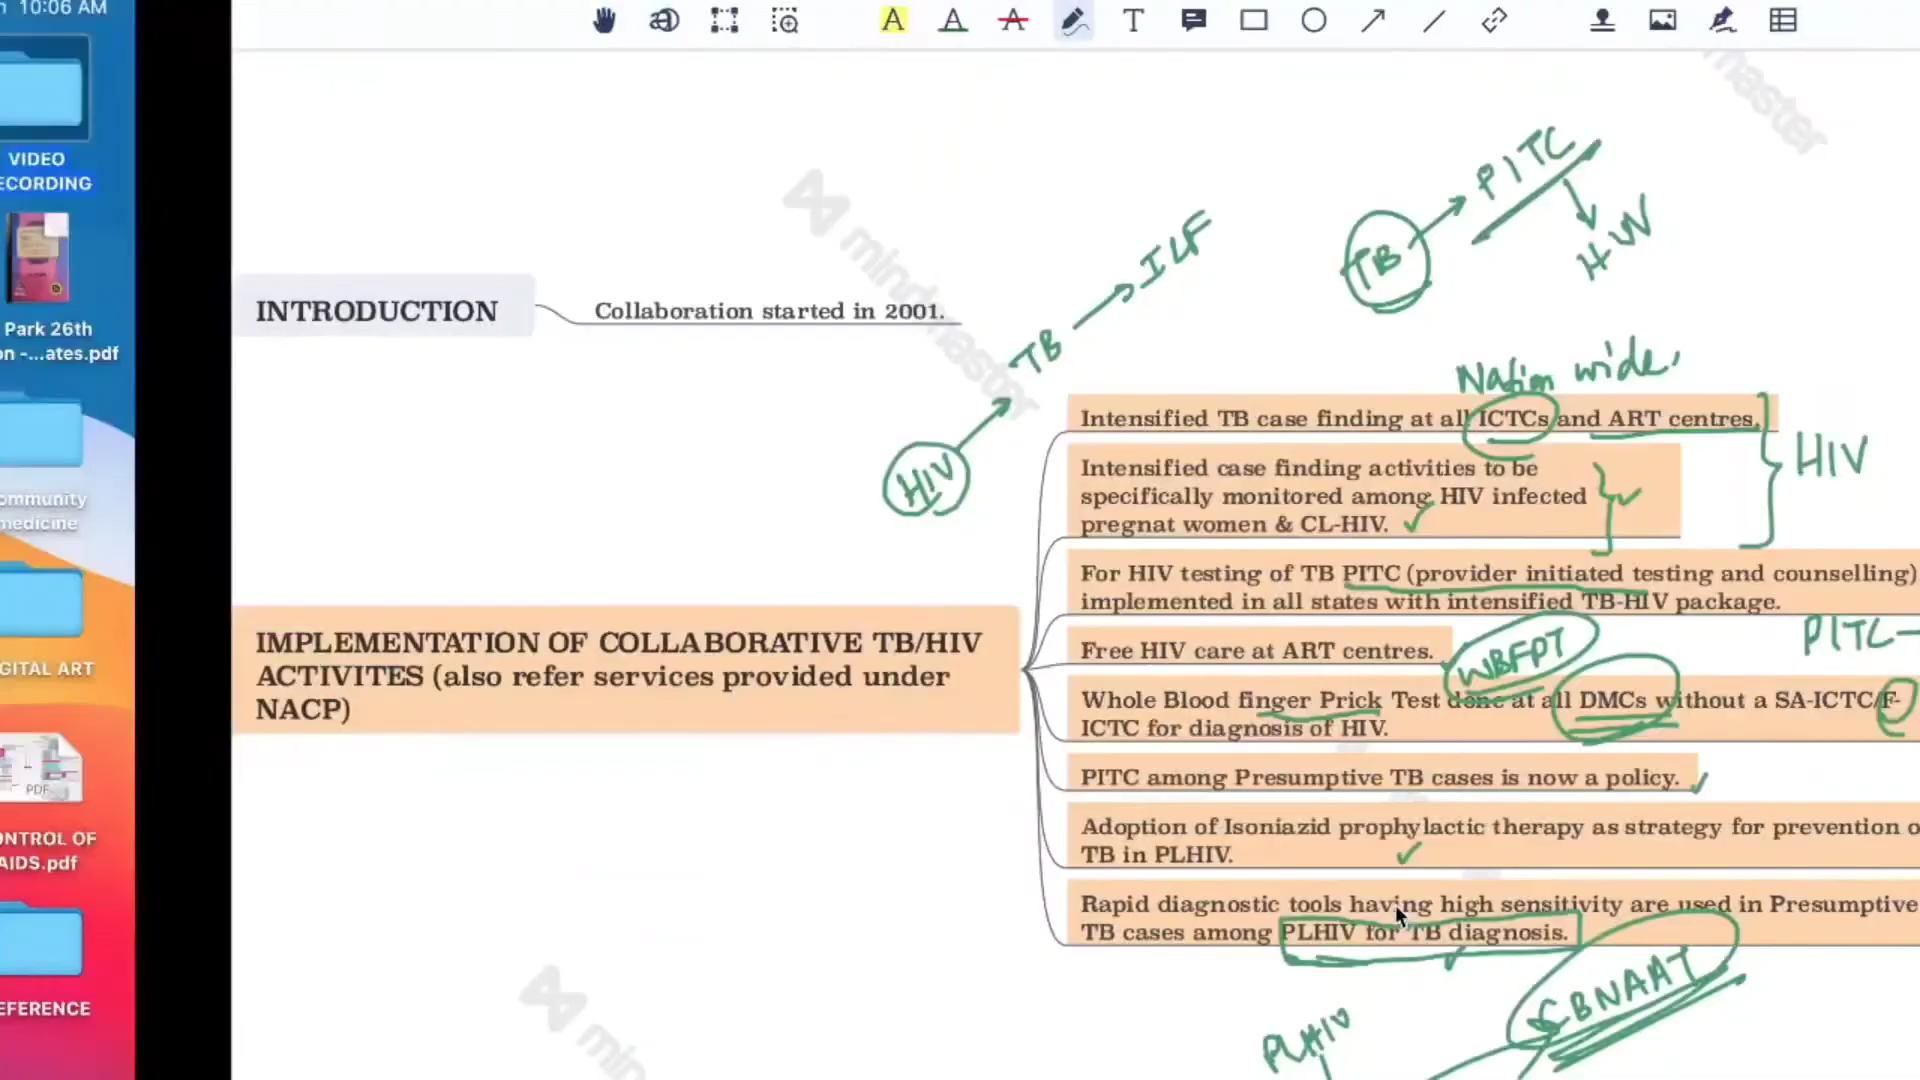 10:06 AM
VIDEO
ECORDING
Park 26th
on -...ates.pdf
ommunity
medicine
GITAL ART
PDF
ONTROL OF
AIDS.pdf
EFERENCE
A A A T
mindmaster
PITC
TB
HIV
ILF
INTRODUCTION
Collaboration started in 2001.
mindmaster
TB
HIV
Nation wide,
Intensified TB case finding at all ICTCs and ART centres.
Intensified case finding activities to be
specifically monitored among HIV infected
pregnat women & CL-HIV.
HIV
For HIV testing of TB PITC (provider initiated testing and counselling)
implemented in all states with intensified TB-HIV package.
PITC-
IMPLEMENTATION OF COLLABORATIVE TB/HIV
ACTIVITES (also refer services provided under
NACP)
Free HIV care at ART centres.
WBFPT
Whole Blood finger Prick Test done at all DMCs without a SA-ICTC/F-
ICTC for diagnosis of HIV.
PITC among Presumptive TB cases is now a policy.
Adoption of Isoniazid prophylactic therapy as strategy for prevention o
TB in PLHIV.
Rapid diagnostic tools having high sensitivity are used in Presumptive
TB cases among PLHIV for TB diagnosis.
CBNAAT
PLHIV
min